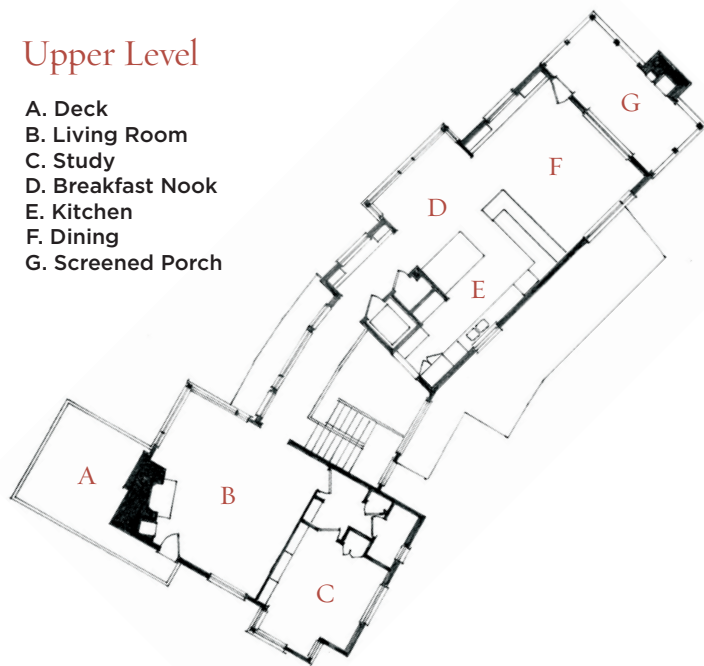 Upper Level
A. Deck
B. Living Room
C. Study
D. Breakfast Nook
E. Kitchen
F. Dining
G. Screened Porch
G
F
D
E
A
B
C